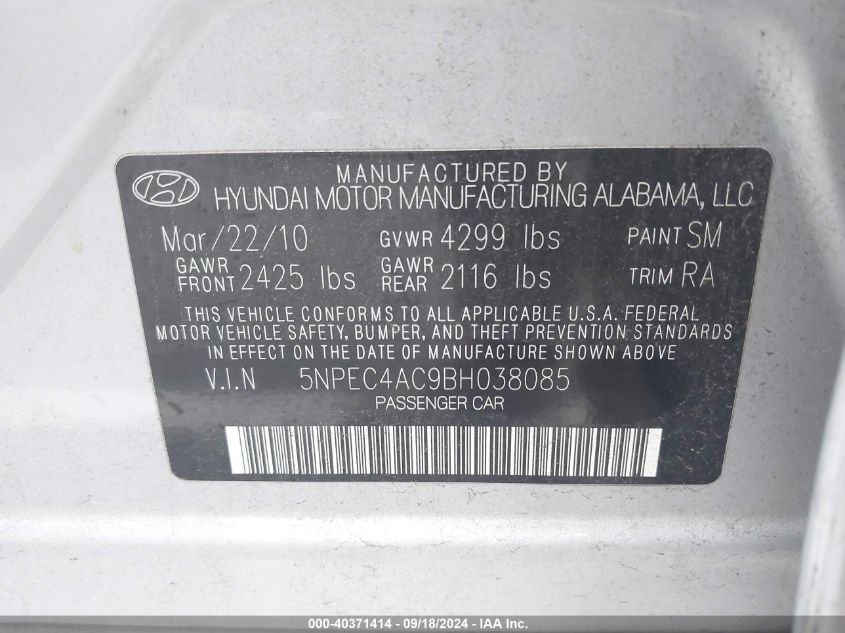 MANUFACTURED BY
HYUNDAI MOTOR MANUFACTURING ALABAMA, LLC
Mar/22/10 GVWR 4299 lbs PAINT SM
GAWR FRONT 2425 lbs GAWR REAR 2116 lbs TRIM RA
THIS VEHICLE CONFORMS TO ALL APPLICABLE U.S.A. FEDERAL
MOTOR VEHICLE SAFETY, BUMPER, AND THEFT PREVENTION STANDARDS
IN EFFECT ON THE DATE OF MANUFACTURE SHOWN ABOVE
V.I.N 5NPEC4AC9BH038085
PASSENGER CAR
000-40371414 - 09/18/2024 - IAA Inc.